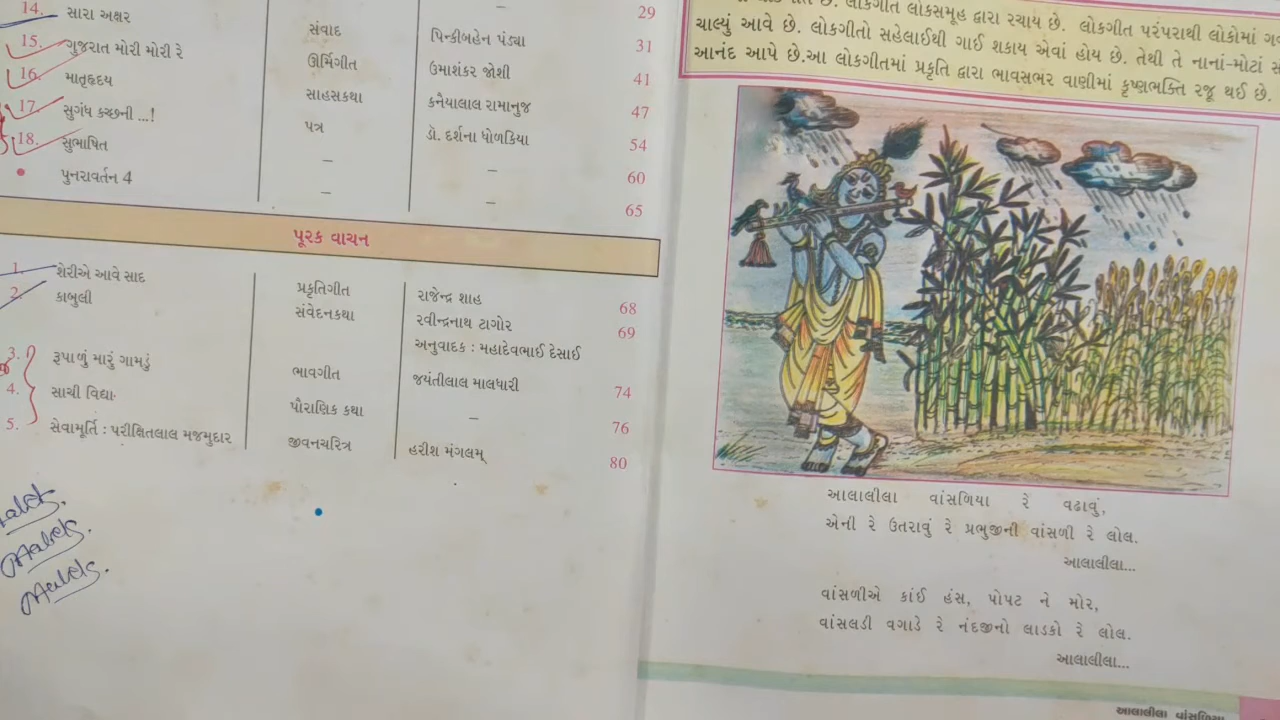 14. સારા અક્ષર – 29
15. ગુજરાત મોરી મોરી રે સંવાદ પિન્કીબહેન પંડ્યા 31
16. માતૃહૃદય ઊર્મિગીત ઉમાશંકર જોશી 41
17. સુગંધ કચ્છની ...! સાહસકથા કનૈયાલાલ રામાનુજ 47
18. સુભાષિત પત્ર ડૉ. દર્શના ધોળકિયા 54
• પુનરાવર્તન 4 – – 60
– – 65
પૂરક વાચન
1. શેરીએ આવે સાદ પ્રકૃતિગીત રાજેન્દ્ર શાહ 68
2. કાબુલી સંવેદનકથા રવીન્દ્રનાથ ટાગોર 69
અનુવાદક : મહાદેવભાઈ દેસાઈ
3. રૂપાળું મારું ગામડું ભાવગીત જયંતીલાલ માલધારી 74
4. સાચી વિદ્યા પૌરાણિક કથા – 76
5. સેવામૂર્તિ : પરીક્ષિતલાલ મજમુદાર જીવનચરિત્ર હરીશ મંગલમ્ 80
છે. લોકગીત લોકસમૂહ દ્વારા રચાય છે. લોકગીત પરંપરાથી લોકોમાં
ચાલ્યું આવે છે. લોકગીતો સહેલાઈથી ગાઈ શકાય એવાં હોય છે. તેથી તે નાનાં-મોટાં
આનંદ આપે છે.આ લોકગીતમાં પ્રકૃતિ દ્વારા ભાવસભર વાણીમાં કૃષ્ણભક્તિ રજૂ થઈ છે.
આલાલીલા વાંસળિયા રે વઢાવું,
એની રે ઉતરાવું રે પ્રભુજીની વાંસળી રે લોલ.
આલાલીલા...
વાંસળીએ કાંઈ હંસ, પોપટ ને મોર,
વાંસલડી વગાડે રે નંદજીનો લાડકો રે લોલ.
આલાલીલા...
આલાલીલા વાંસળિયા